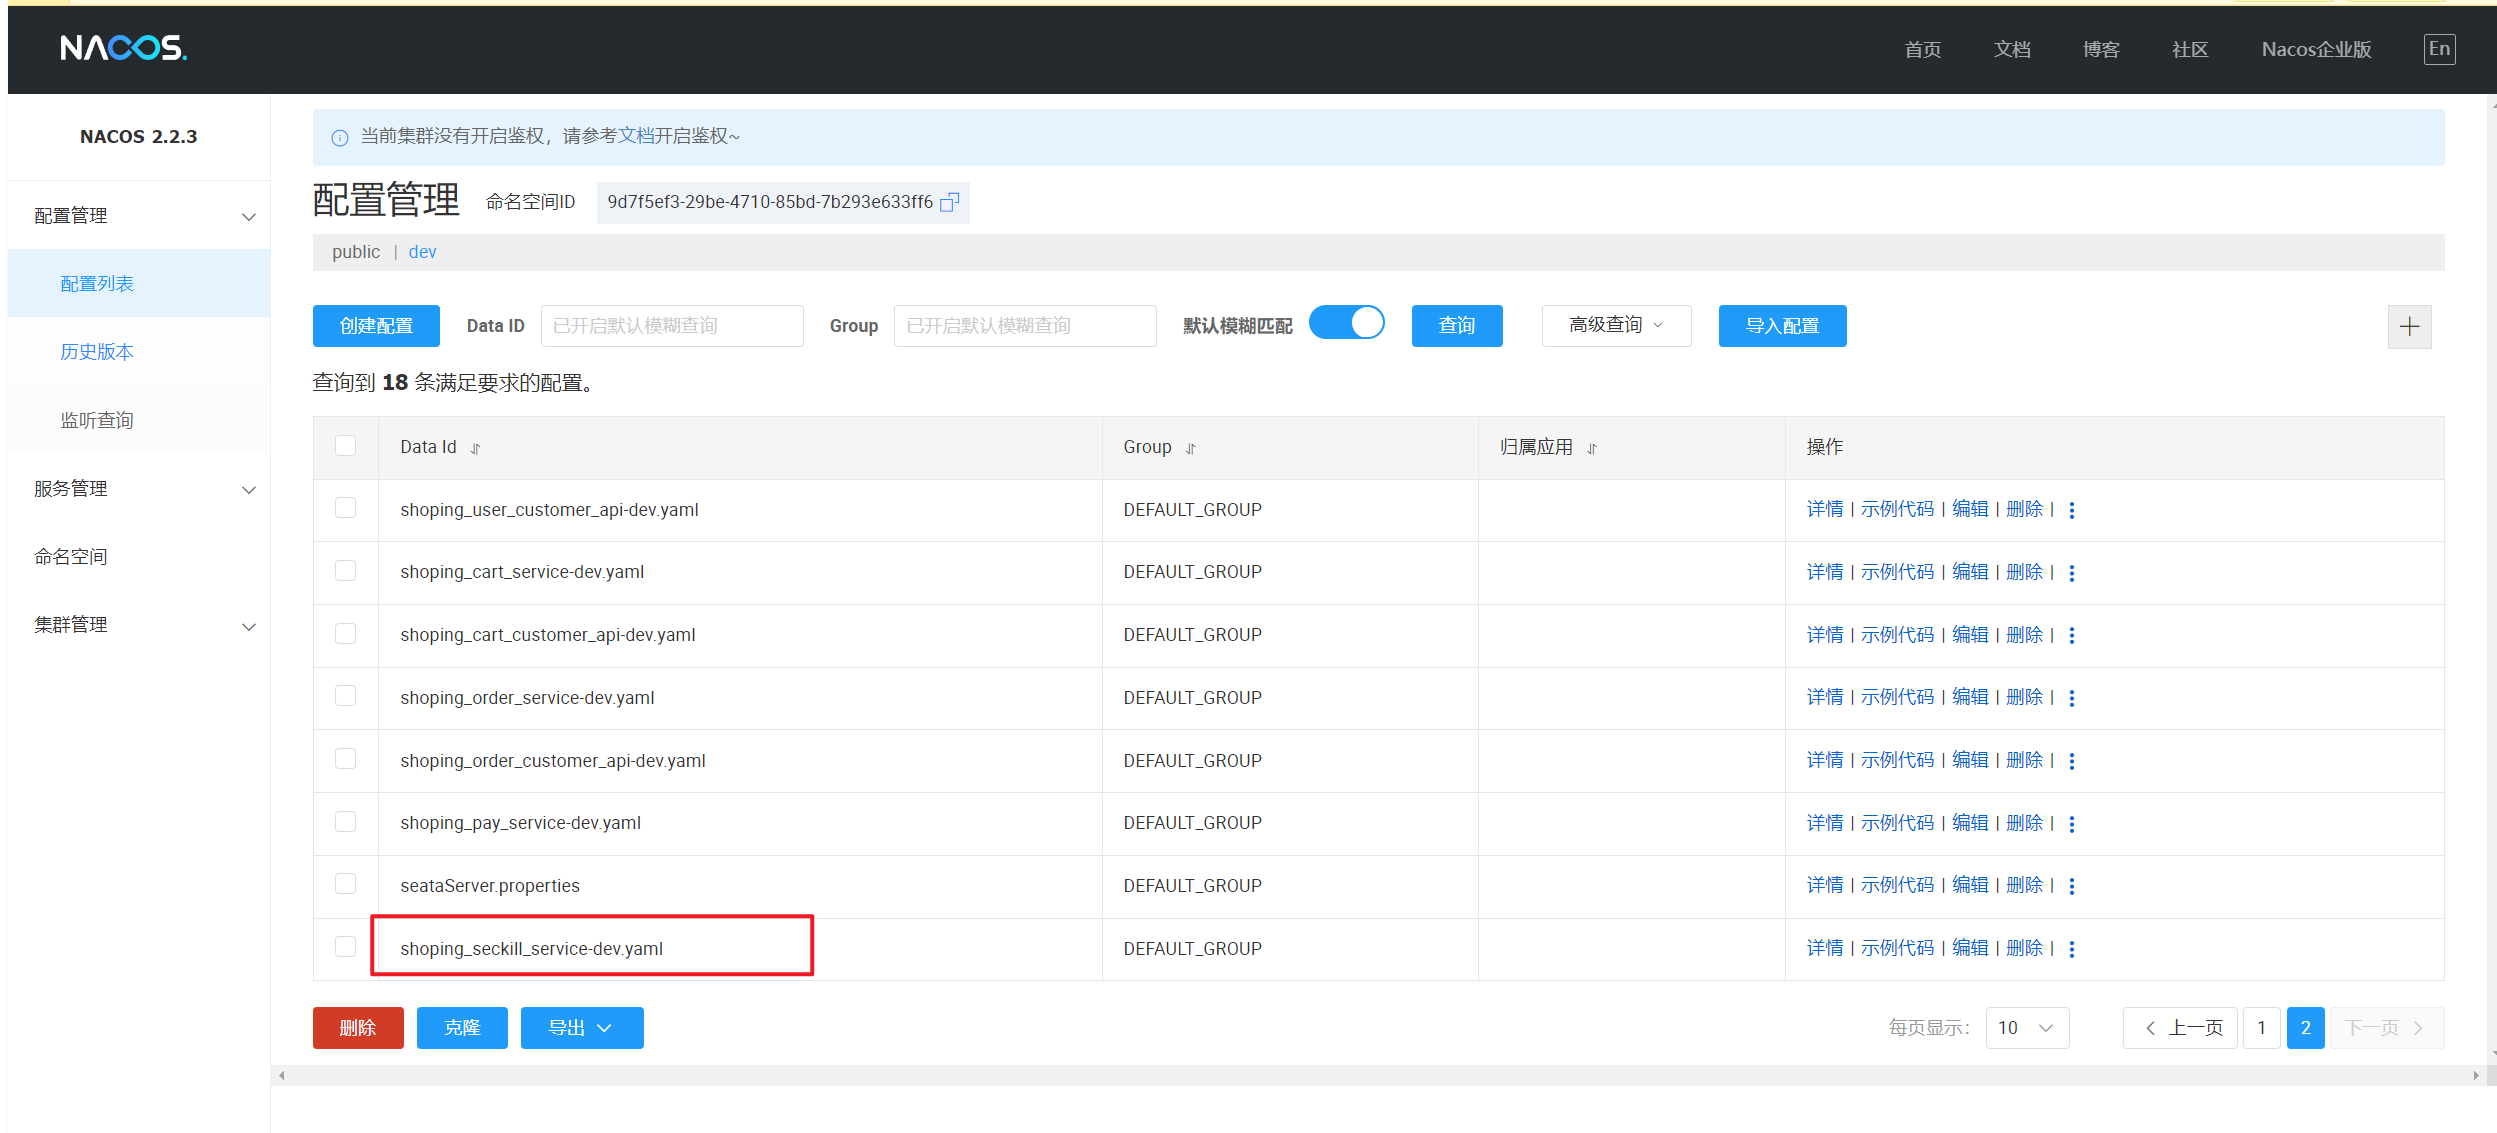 NACOS.
首页 文档 博客 社区 Nacos企业版 En
NACOS 2.2.3
配置管理
配置列表
历史版本
监听查询
服务管理
命名空间
集群管理
当前集群没有开启鉴权，请参考文档开启鉴权~
配置管理 命名空间ID 9d7f5ef3-29be-4710-85bd-7b293e633ff6
public | dev
创建配置 Data ID 已开启默认模糊查询 Group 已开启默认模糊查询 默认模糊匹配 查询 高级查询 导入配置
查询到 18 条满足要求的配置。
Data Id Group 归属应用 操作
shoping_user_customer_api-dev.yaml DEFAULT_GROUP 详情 | 示例代码 | 编辑 | 删除 |
shoping_cart_service-dev.yaml DEFAULT_GROUP 详情 | 示例代码 | 编辑 | 删除 |
shoping_cart_customer_api-dev.yaml DEFAULT_GROUP 详情 | 示例代码 | 编辑 | 删除 |
shoping_order_service-dev.yaml DEFAULT_GROUP 详情 | 示例代码 | 编辑 | 删除 |
shoping_order_customer_api-dev.yaml DEFAULT_GROUP 详情 | 示例代码 | 编辑 | 删除 |
shoping_pay_service-dev.yaml DEFAULT_GROUP 详情 | 示例代码 | 编辑 | 删除 |
seataServer.properties DEFAULT_GROUP 详情 | 示例代码 | 编辑 | 删除 |
shoping_seckill_service-dev.yaml DEFAULT_GROUP 详情 | 示例代码 | 编辑 | 删除 |
删除 克隆 导出 每页显示： 10 上一页 1 2 下一页